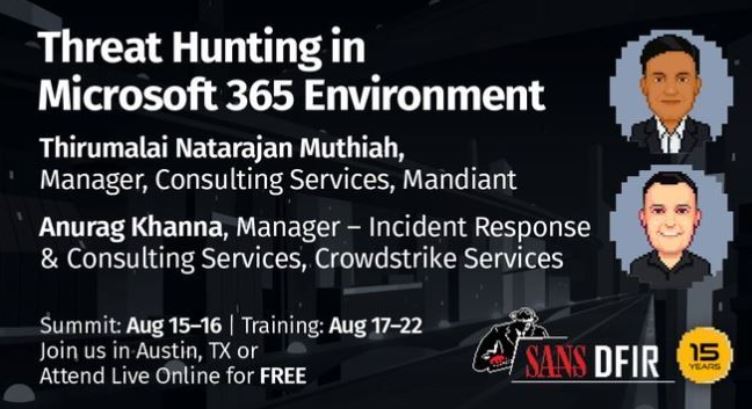 Threat Hunting in
Microsoft 365 Environment
Thirumalai Natarajan Muthiah,
Manager, Consulting Services, Mandiant
Anurag Khanna, Manager – Incident Response
& Consulting Services, Crowdstrike Services
Summit: Aug 15–16 | Training: Aug 17–22
Join us in Austin, TX or
Attend Live Online for FREE
SANS DFIR
15
YEARS